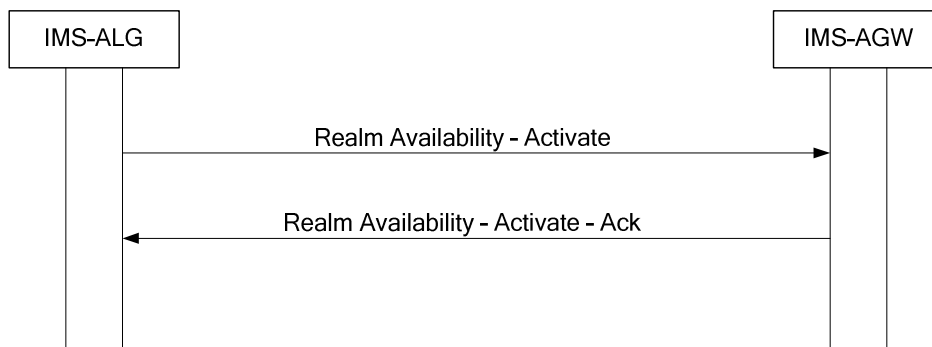 IMS-ALG
IMS-AGW
Realm Availability - Activate
Realm Availability - Activate - Ack